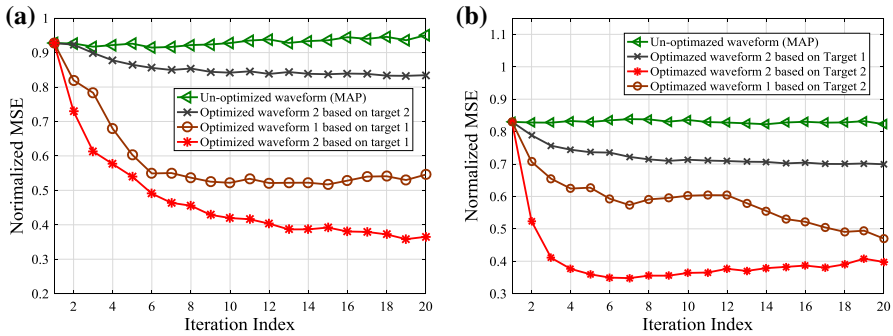 (a)
Norimalized MSE
1
0.9
0.8
0.7
0.6
0.5
0.4
0.3
0.2
2 4 6 8 10 12 14 16 18 20
Iteration Index
Un-optimized waveform (MAP)
Optimized waveform 2 based on target 2
Optimized waveform 1 based on target 1
Optimized waveform 2 based on target 1
(b)
Normalized MSE
1.1
1
0.9
0.8
0.7
0.6
0.5
0.4
0.3
2 4 6 8 10 12 14 16 18 20
Iteration Index
Un-optimazed waveform (MAP)
Optimazed waveform 2 based on Target 1
Optimazed waveform 2 based on Target 2
Optimazed waveform 1 based on Target 2